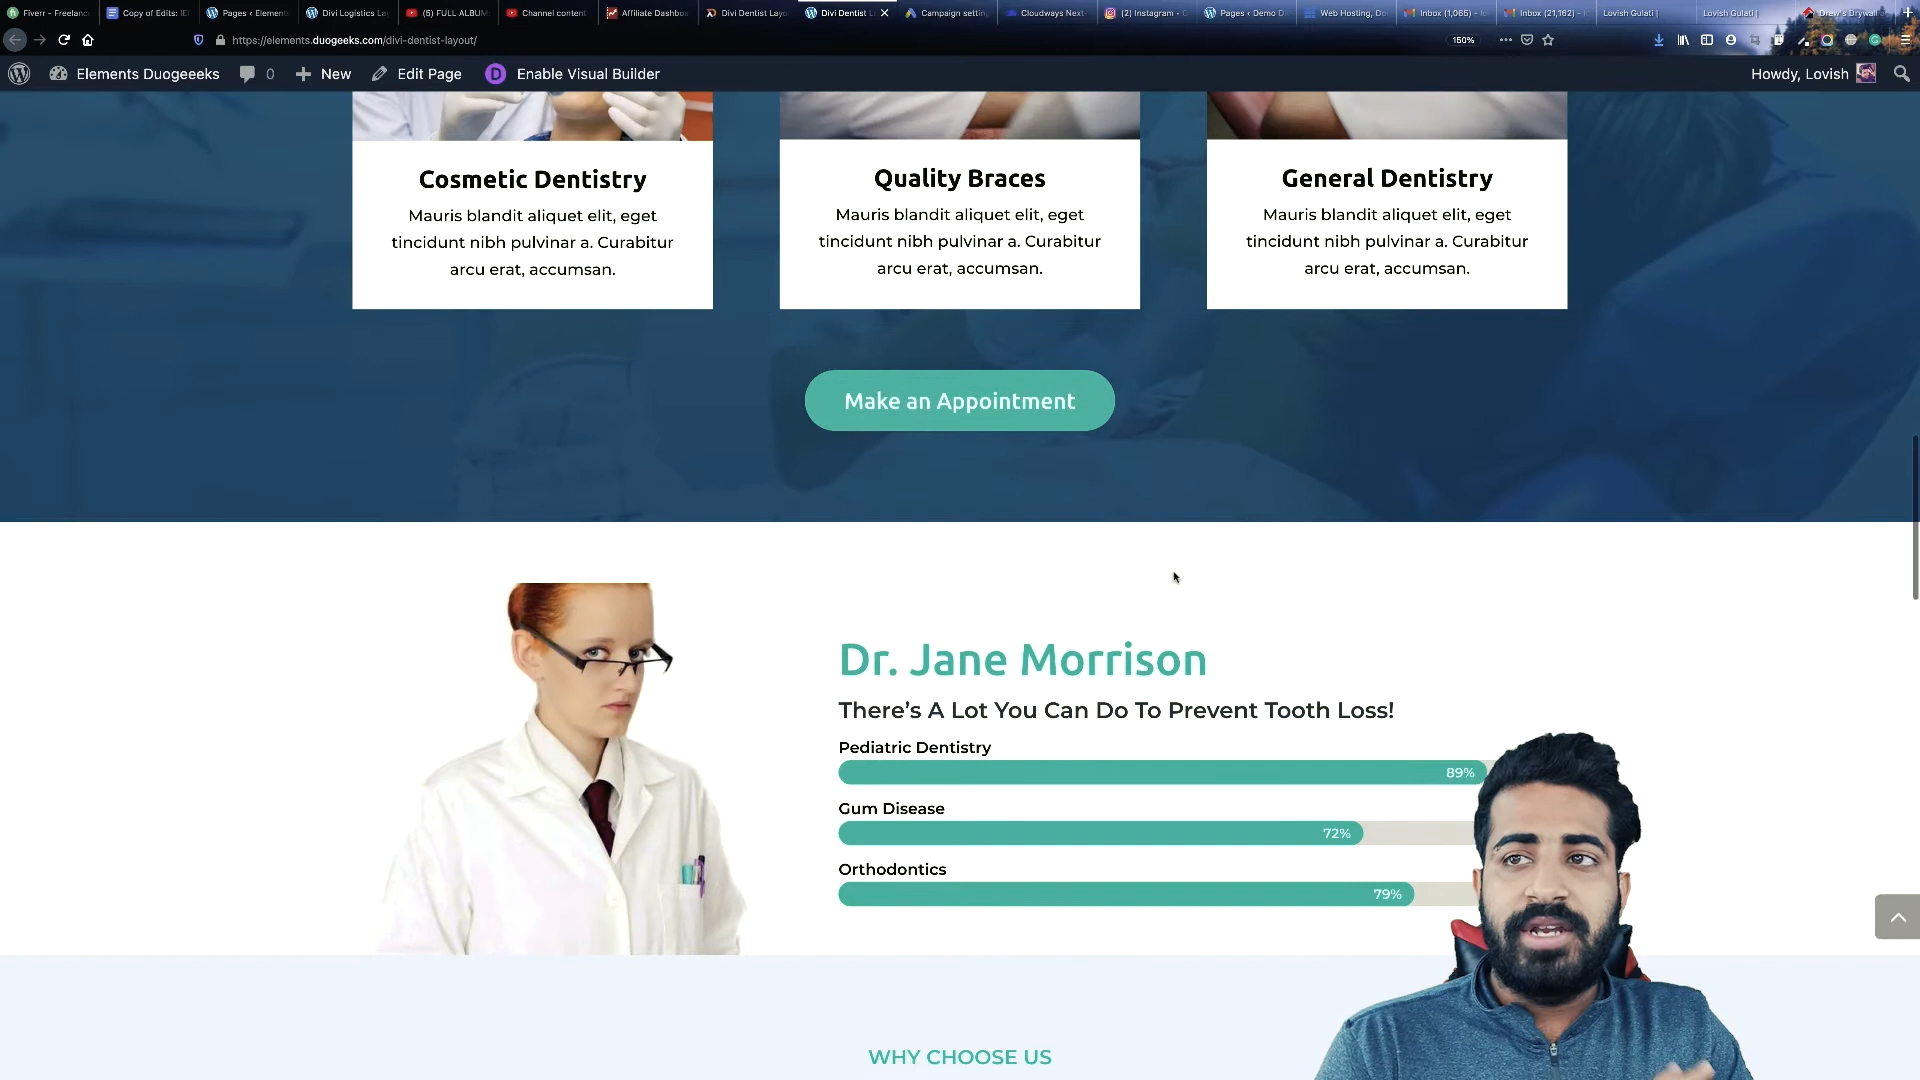 Fiverr - Freelanc
Copy of Edits: IE
Pages ‹ Element
Divi Logistics La
(5) FULL ALBUM
Channel content
Affiliate Dashbo
Divi Dentist Layo
Divi Dentist L
Campaign setting
Cloudways Next-
(2) Instagram •
Pages ‹ Demo D
Web Hosting, Do
Inbox (1,065) -
Inbox (21,162) -
Lovish Gulati |
Lovish Gulati |
Drew's Drywall
https://elements.duogeeks.com/divi-dentist-layout/
150%
Elements Duogeeeks
0
New
Edit Page
Enable Visual Builder
Howdy, Lovish
Cosmetic Dentistry
Mauris blandit aliquet elit, eget
tincidunt nibh pulvinar a. Curabitur
arcu erat, accumsan.
Quality Braces
Mauris blandit aliquet elit, eget
tincidunt nibh pulvinar a. Curabitur
arcu erat, accumsan.
General Dentistry
Mauris blandit aliquet elit, eget
tincidunt nibh pulvinar a. Curabitur
arcu erat, accumsan.
Make an Appointment
Dr. Jane Morrison
There's A Lot You Can Do To Prevent Tooth Loss!
Pediatric Dentistry
89%
Gum Disease
72%
Orthodontics
79%
WHY CHOOSE US